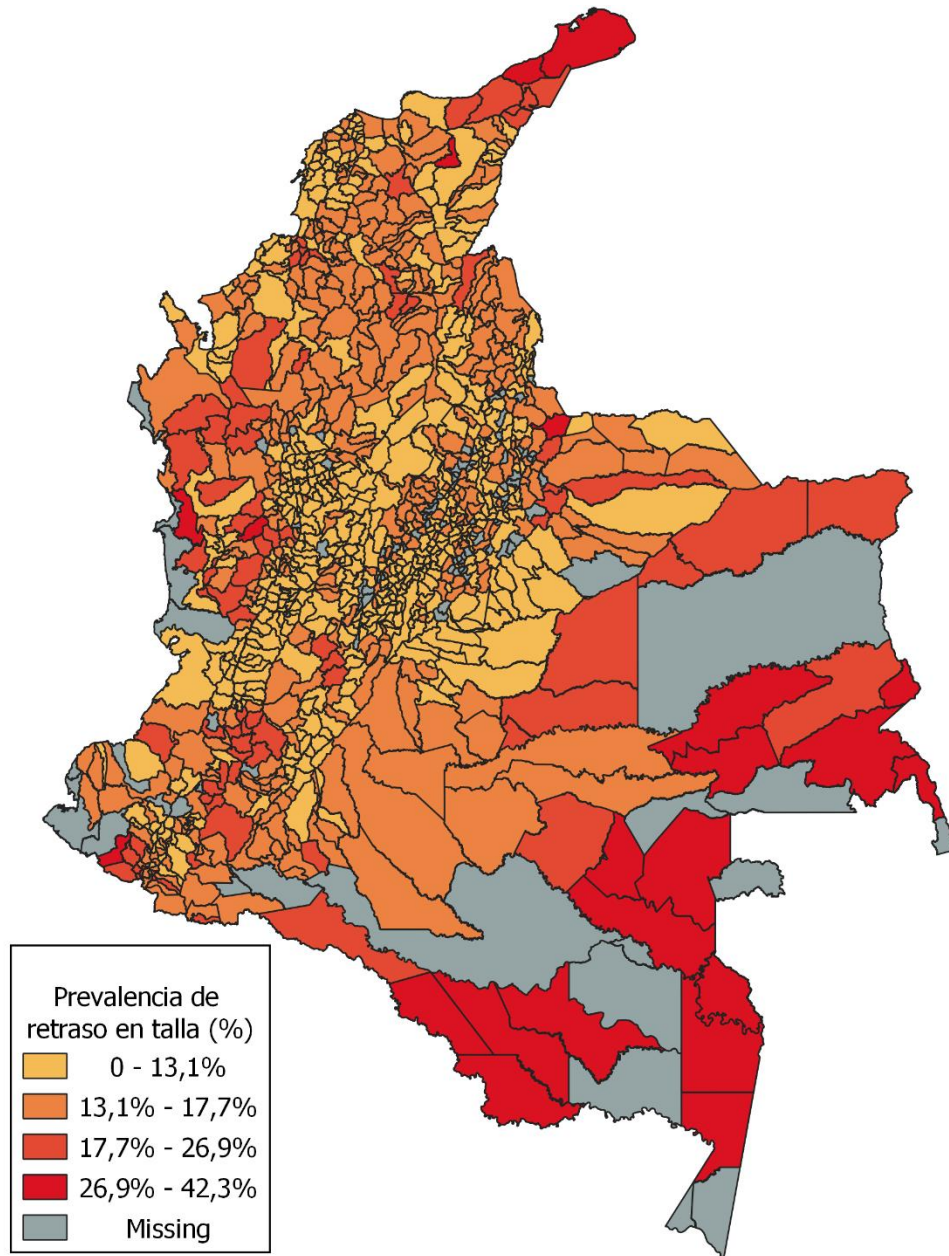 Prevalencia de
retraso en talla (%)
0 - 13,1%
13,1% - 17,7%
17,7% - 26,9%
26,9% - 42,3%
Missing